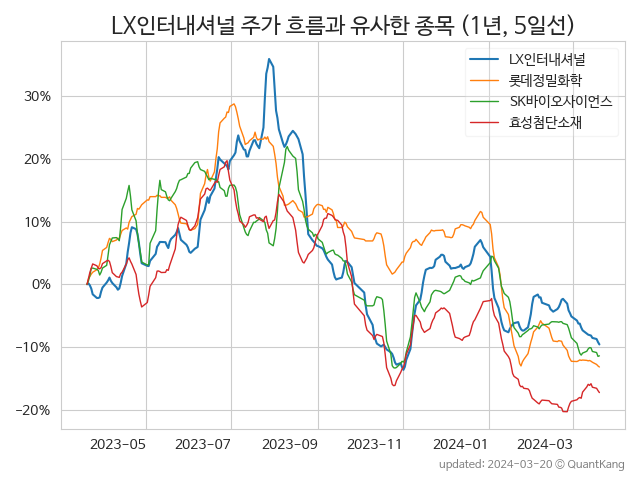 LX인터내셔널 주가 흐름과 유사한 종목 (1년, 5일선)
LX인터내셔널
롯데정밀화학
SK바이오사이언스
효성첨단소재
30%
20%
10%
0%
−10%
−20%
2023−05
2023−07
2023−09
2023−11
2024−01
2024−03
updated: 2024-03-20 © QuantKang